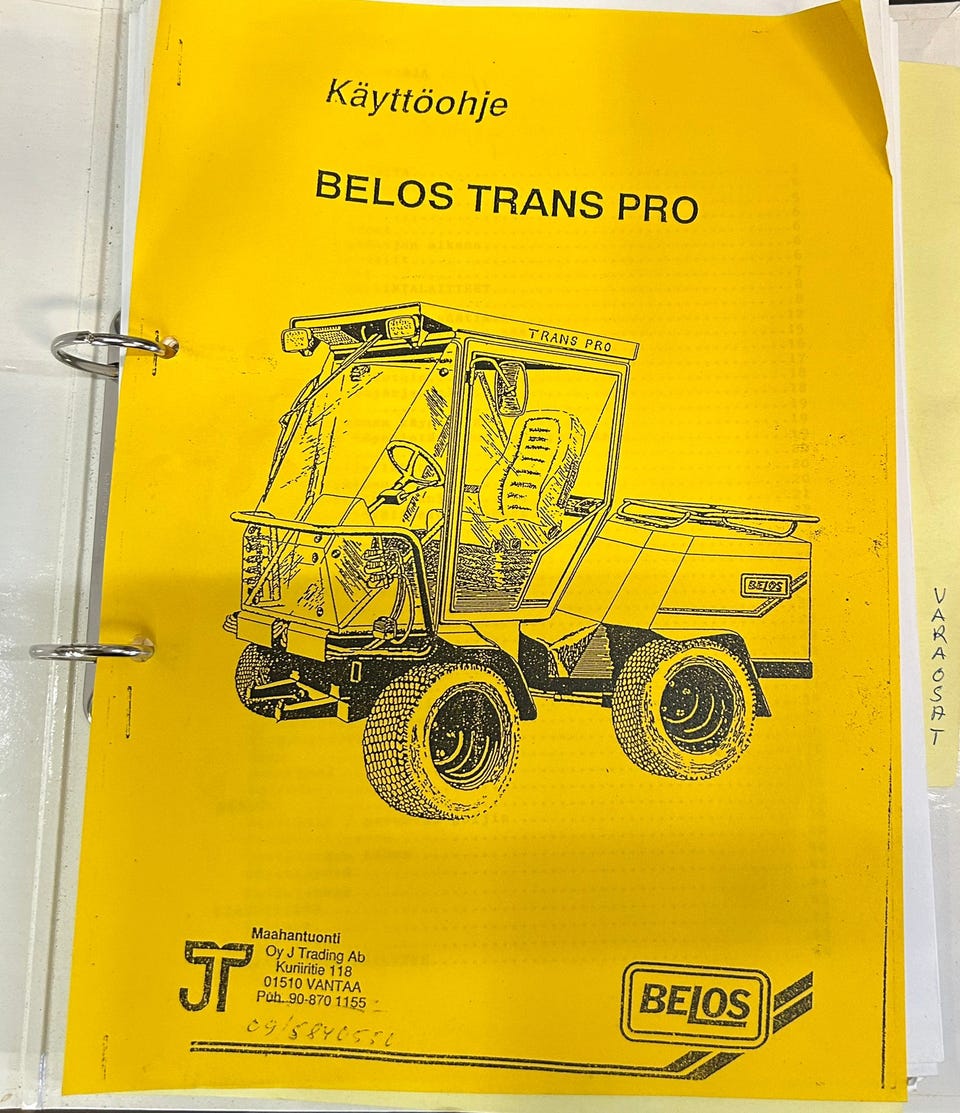 Käyttöohje
BELOS TRANS PRO
TRANS PRO
BELOS
VARAOSAT
Maahantuonti
JT
Oy J Trading Ab
Kuriiritie 118
01510 VANTAA
Puh. 90-870 1155
09/5840550
BELOS